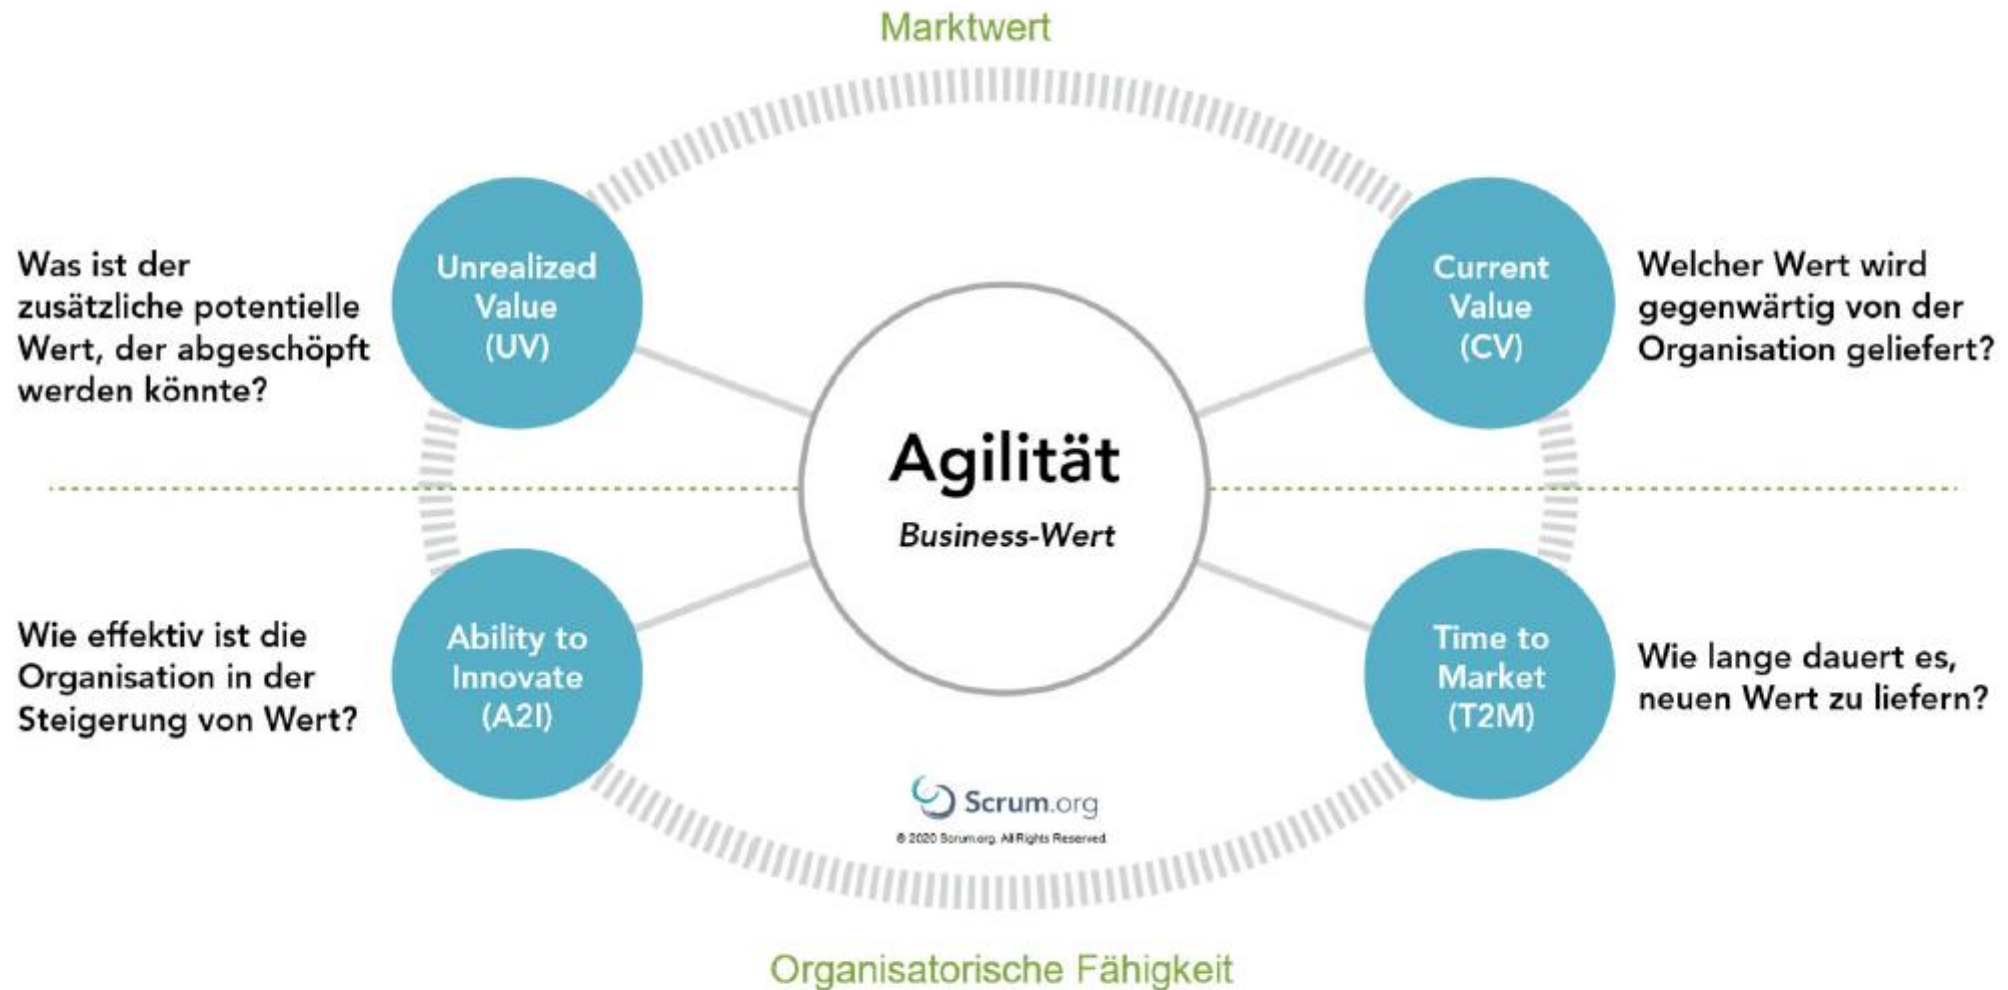 Marktwert
Was ist der
zusätzliche potentielle
Wert, der abgeschöpft
werden könnte?
Unrealized
Value
(UV)
Current
Value
(CV)
Welcher Wert wird
gegenwärtig von der
Organisation geliefert?
Agilität
Business-Wert
Wie effektiv ist die
Organisation in der
Steigerung von Wert?
Ability to
Innovate
(A2I)
Time to
Market
(T2M)
Wie lange dauert es,
neuen Wert zu liefern?
Scrum.org
© 2020 Scrum.org. All Rights Reserved.
Organisatorische Fähigkeit